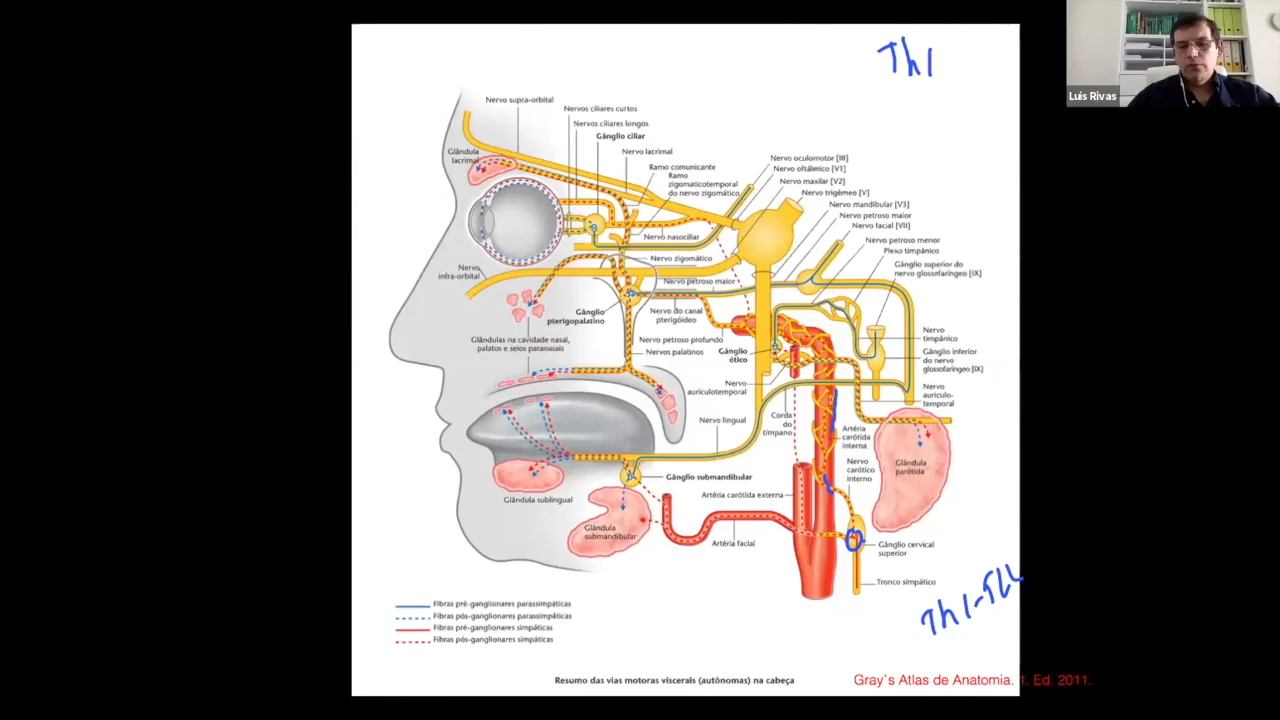 Th1
Luis Rivas
Nervo supra-orbital
Nervos ciliares curtos
Nervos ciliares longos
Gânglio ciliar
Glândula
lacrimal
Nervo lacrimal
Ramo comunicante
Ramo
zigomaticotemporal
do nervo zigomático
Nervo oculomotor [III]
Nervo oftálmico [V1]
Nervo maxilar [V2]
Nervo trigêmeo [V]
Nervo mandibular [V3]
Nervo petroso maior
Nervo facial [VII]
Nervo petroso menor
Plexo timpânico
Gânglio superior do
nervo glossofaríngeo [IX]
Nervo nasociliar
Nervo zigomático
Nervo
infra-orbital
Nervo petroso maior
Gânglio
pterigopalatino
Nervo do canal
pterigóideo
Glândulas na cavidade nasal,
palatos e seios paranasais
Nervo petroso profundo
Nervos palatinos
Gânglio
ótico
Nervo
timpânico
Gânglio inferior
do nervo
glossofaríngeo [IX]
Nervo
auriculotemporal
Nervo
auriculo-
temporal
Nervo lingual
Corda
do
tímpano
Artéria
carótida
interna
Nervo
carótico
interno
Glândula
parótida
Gânglio submandibular
Glândula sublingual
Artéria carótida externa
Glândula
submandibular
Artéria facial
Gânglio cervical
superior
Tronco simpático
Fibras pré-ganglionares parassimpáticas
Fibras pós-ganglionares parassimpáticas
Fibras pré-ganglionares simpáticas
Fibras pós-ganglionares simpáticas
Resumo das vias motoras viscerais (autônomas) na cabeça
Gray`s Atlas de Anatomia. 1. Ed. 2011.